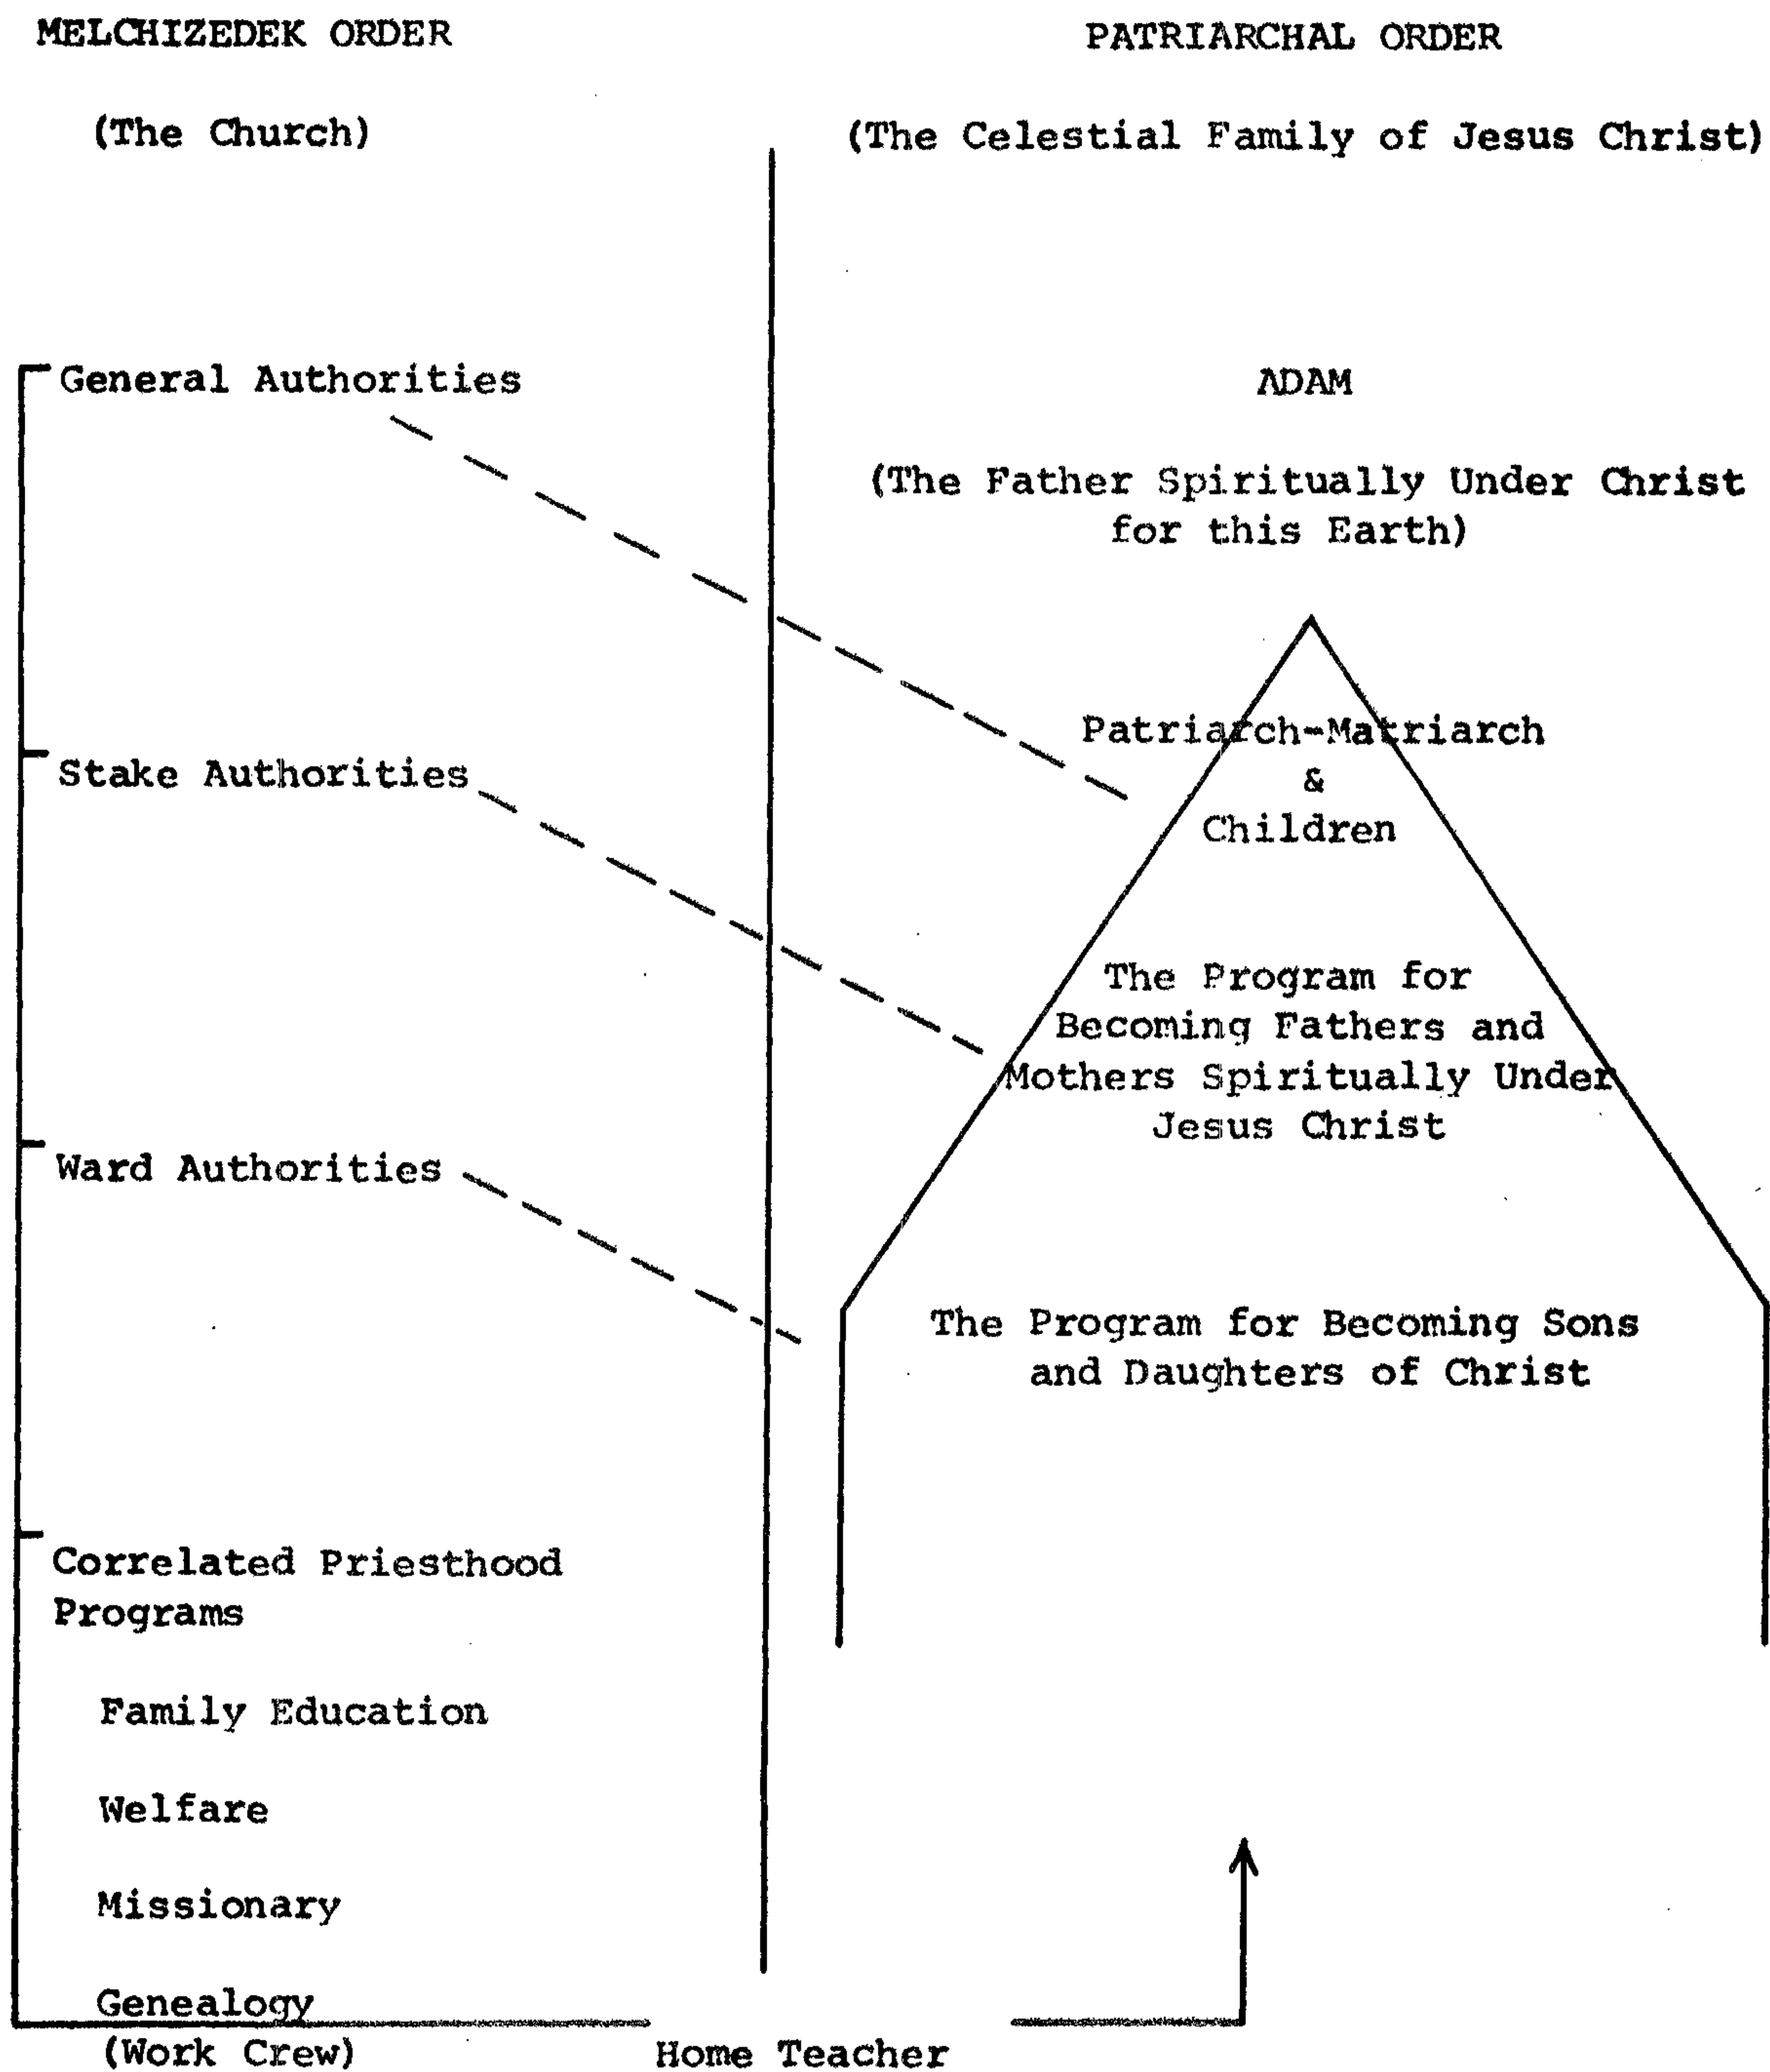 MELCHIZEDEK ORDER
(The Church)
General Authorities
Stake Authorities
Ward Authorities
Correlated Priesthood
Programs
Family Education
Welfare
Missionary
Genealogy
(Work Crew)
Home Teacher
PATRIARCHAL ORDER
(The Celestial Family of Jesus Christ)
ADAM
(The Father Spiritually Under Christ
for this Earth)
Patriarch-Matriarch
&
Children
The Program for
Becoming Fathers and
Mothers Spiritually Under
Jesus Christ
The Program for Becoming Sons
and Daughters of Christ